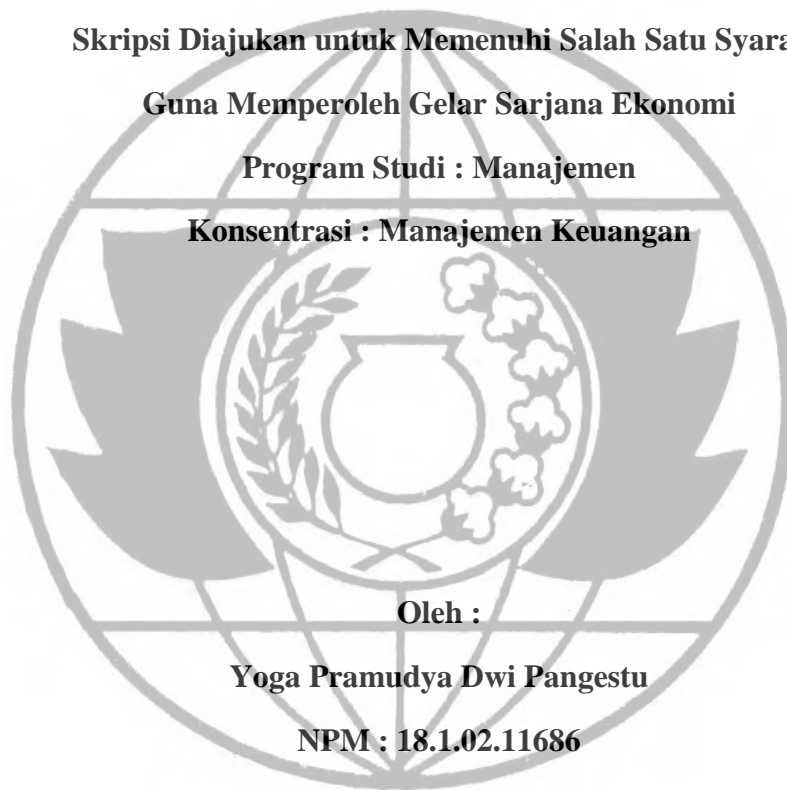 Skripsi Diajukan untuk Memenuhi Salah Satu Syara
Guna Memperoleh Gelar Sarjana Ekonomi
Program Studi : Manajemen
Konsentrasi : Manajemen Keuangan
Oleh :
Yoga Pramudya Dwi Pangestu
NPM : 18.1.02.11686